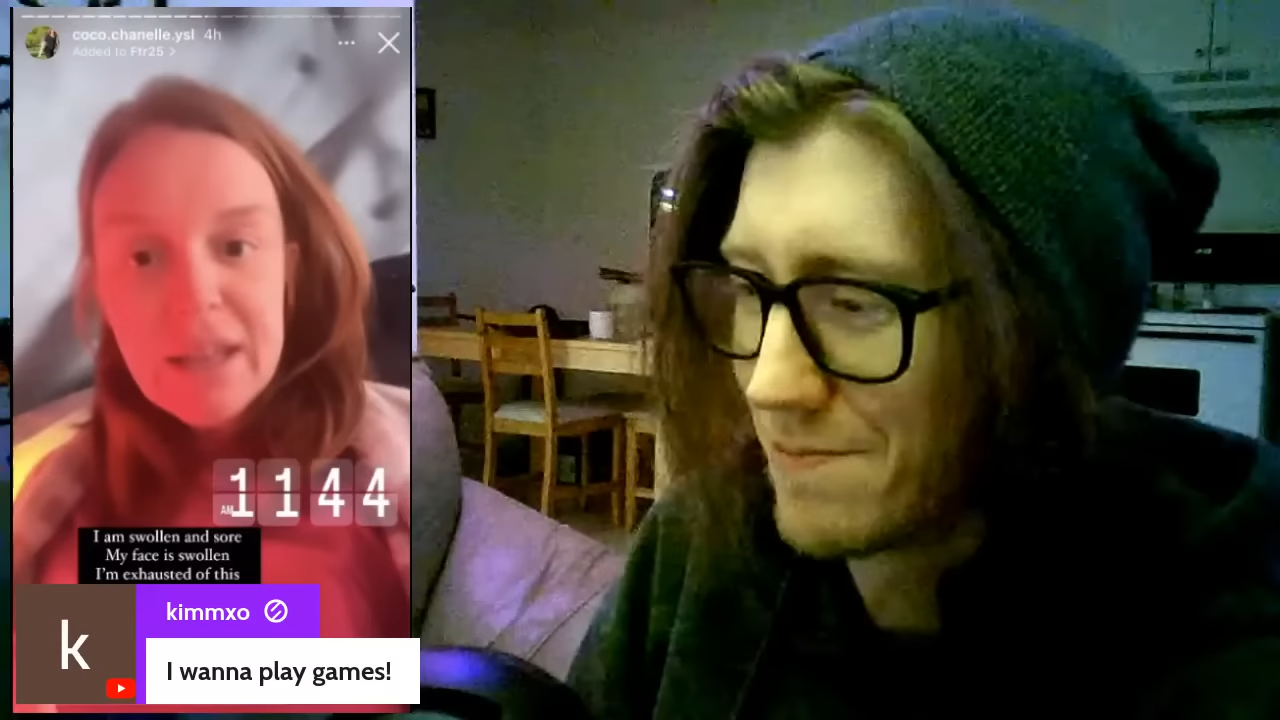 coco.chanelle.ysl 4h
Added to Ftr25 >
AM 11 44
I am swollen and sore
My face is swollen
I'm exhausted of this
k
kimmxo
I wanna play games!